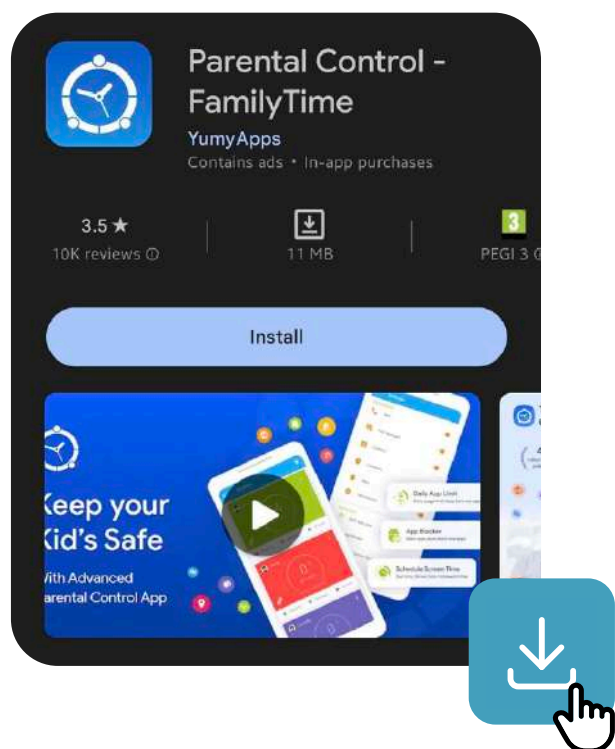 Parental Control -
FamilyTime
YumyApps
Contains ads • In-app purchases
3.5 ★
10K reviews
11 MB
3
PEGI 3
Install
Keep your
Kid's Safe
With Advanced
Parental Control App
Daily App Limit
App Blocker
Schedule Screen Time